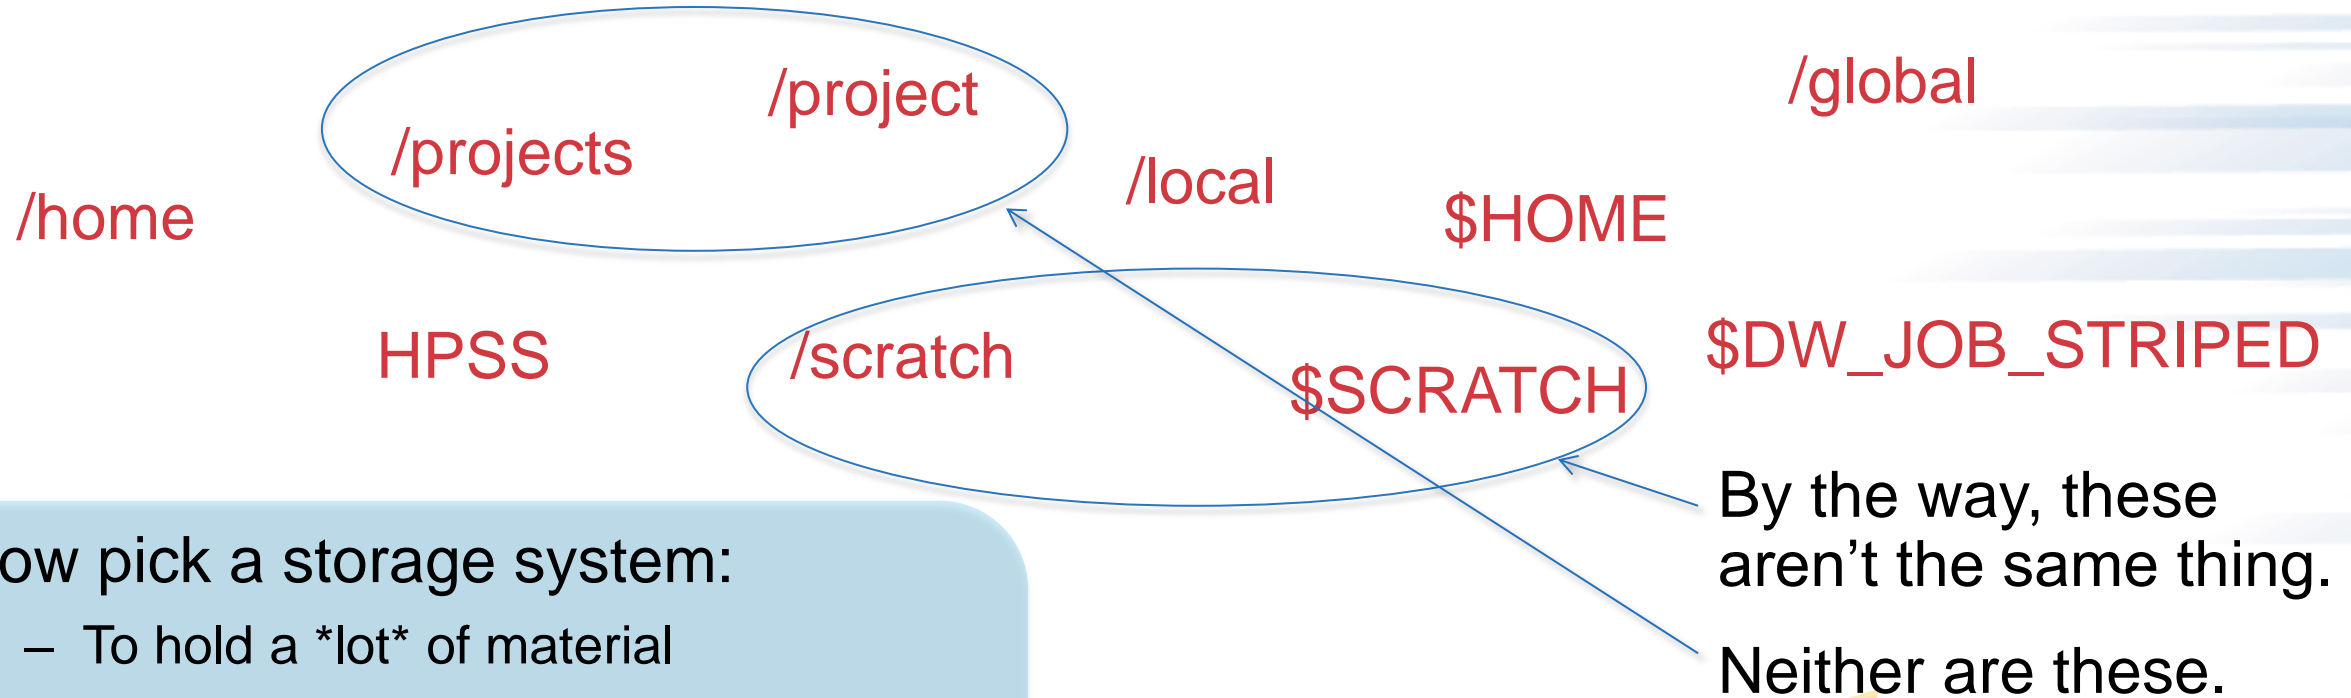 /project
/global
/projects
/local
/home
$HOME
HPSS
/scratch
$DW_JOB_STRIPED
$SCRATCH
By the way, these
aren’t the same thing.
Neither are these.
ow pick a storage system:
– To hold a *lot* of material